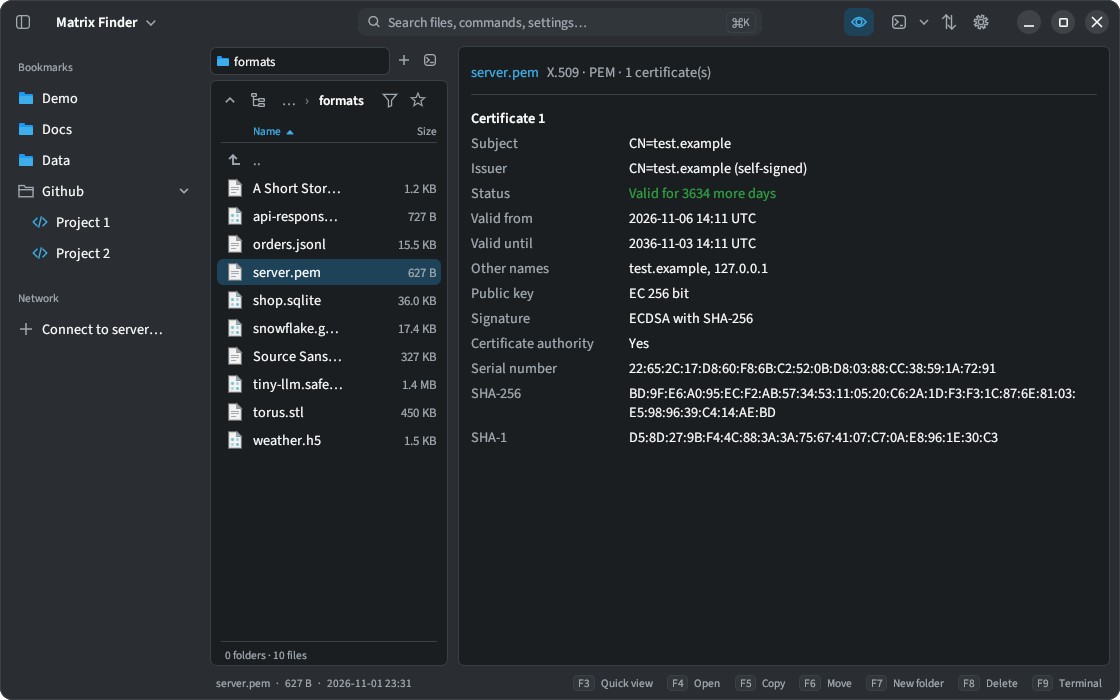 Matrix Finder
Search files, commands, settings…
⌘K
Bookmarks
Demo
Docs
Data
Github
Project 1
Project 2
Network
Connect to server…
formats
… › formats
Name Size
..
A Short Stor… 1.2 KB
api-respons… 727 B
orders.jsonl 15.5 KB
server.pem 627 B
shop.sqlite 36.0 KB
snowflake.g… 17.4 KB
Source Sans… 327 KB
tiny-llm.safe… 1.4 MB
torus.stl 450 KB
weather.h5 1.5 KB
0 folders · 10 files
server.pem X.509 · PEM · 1 certificate(s)
Certificate 1
Subject CN=test.example
Issuer CN=test.example (self-signed)
Status Valid for 3634 more days
Valid from 2026-11-06 14:11 UTC
Valid until 2036-11-03 14:11 UTC
Other names test.example, 127.0.0.1
Public key EC 256 bit
Signature ECDSA with SHA-256
Certificate authority Yes
Serial number 22:65:2C:17:D8:60:F8:6B:C2:52:0B:D8:03:88:CC:38:59:1A:72:91
SHA-256 BD:9F:E6:A0:95:EC:F2:AB:57:34:53:11:05:20:C6:2A:1D:F3:F3:1C:87:6E:81:03:
E5:98:96:39:C4:14:AE:BD
SHA-1 D5:8D:27:9B:F4:4C:88:3A:3A:75:67:41:07:C7:0A:E8:96:1E:30:C3
server.pem · 627 B · 2026-11-01 23:31
F3 Quick view F4 Open F5 Copy F6 Move F7 New folder F8 Delete F9 Terminal